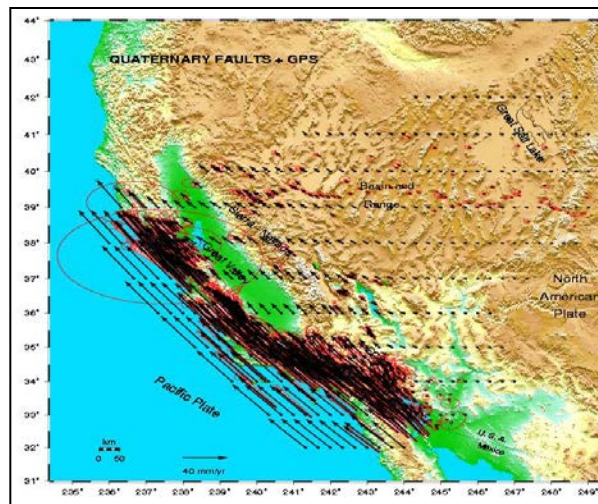 44°
43°
QUATERNARY FAULTS + GPS
42°
Great Salt Lake
41°
40°
Basin and
39°
Range
Sierra Nevada
38°
Great Valley
37°
North
American
Plate
36°
35°
34°
Pacific Plate
33°
U.S.A.
Mexico
32°
km
0 50
40 mm/yr
31°
235° 236° 237° 238° 239° 240° 241° 242° 243° 244° 245° 246° 247° 248° 249°